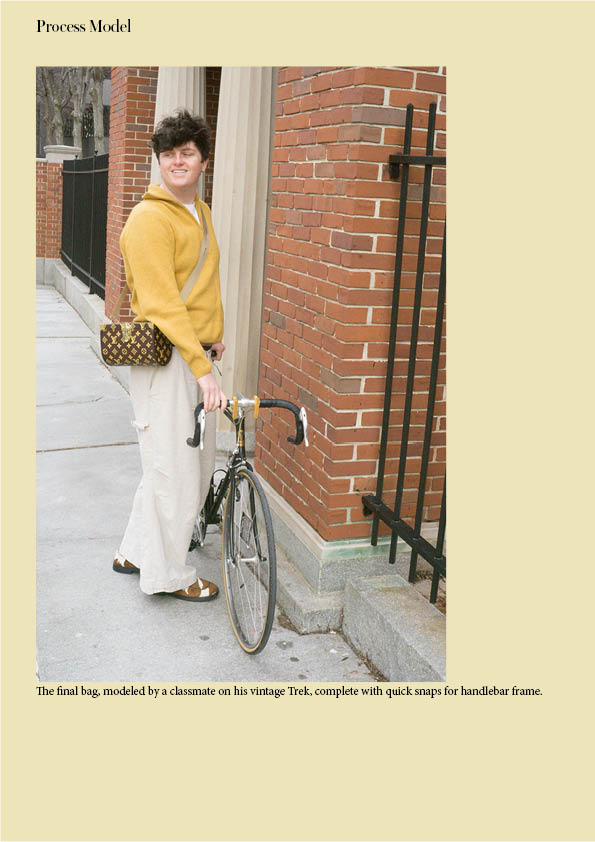 Process Model
The final bag, modeled by a classmate on his vintage Trek, complete with quick snaps for handlebar frame.